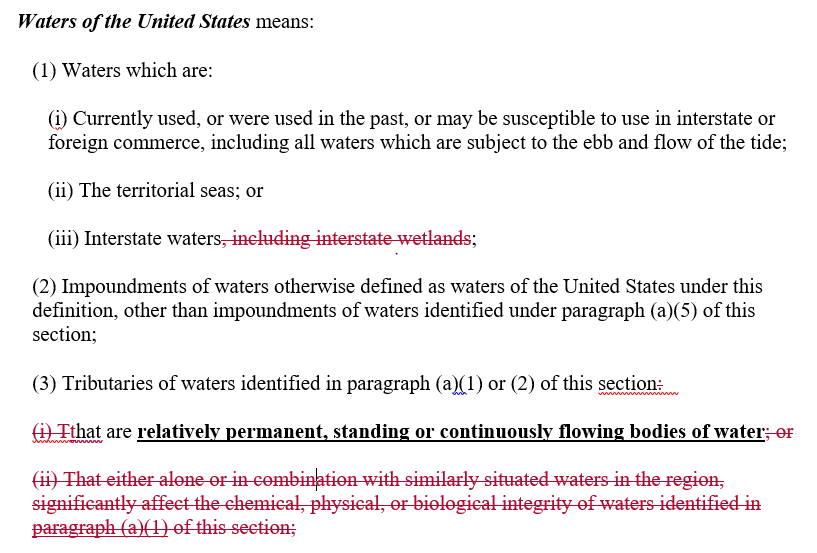 Waters of the United States means:
(1) Waters which are:
(i) Currently used, or were used in the past, or may be susceptible to use in interstate or
foreign commerce, including all waters which are subject to the ebb and flow of the tide;
(ii) The territorial seas; or
(iii) Interstate waters, including interstate wetlands;
(2) Impoundments of waters otherwise defined as waters of the United States under this
definition, other than impoundments of waters identified under paragraph (a)(5) of this
section;
(3) Tributaries of waters identified in paragraph (a)(1) or (2) of this section:
(i) Tthat are relatively permanent, standing or continuously flowing bodies of water; or
(ii) That either alone or in combination with similarly situated waters in the region,
significantly affect the chemical, physical, or biological integrity of waters identified in
paragraph (a)(1) of this section;